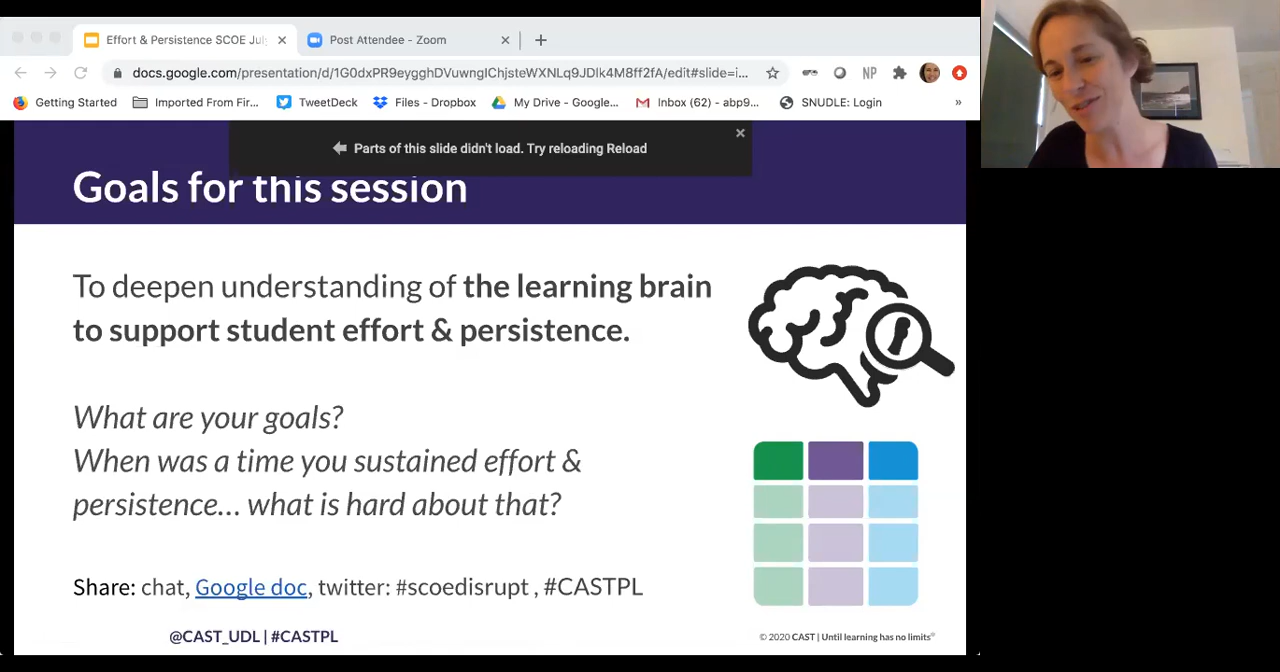 Effort & Persistence SCOE Jul
Post Attendee - Zoom
docs.google.com/presentation/d/1G0dxPR9eygghDVuwngIChjsteWXNLq9JDlk4M8ff2fA/edit#slide=i...
NP
Getting Started
Imported From Fir...
TweetDeck
Files - Dropbox
My Drive - Google...
Inbox (62) - abp9...
SNUDLE: Login
»
Parts of this slide didn't load. Try reloading Reload
Goals for this session
To deepen understanding of the learning brain
to support student effort & persistence.
What are your goals?
When was a time you sustained effort &
persistence... what is hard about that?
Share: chat, Google doc, twitter: #scoedisrupt , #CASTPL
@CAST_UDL | #CASTPL
© 2020 CAST | Until learning has no limits®